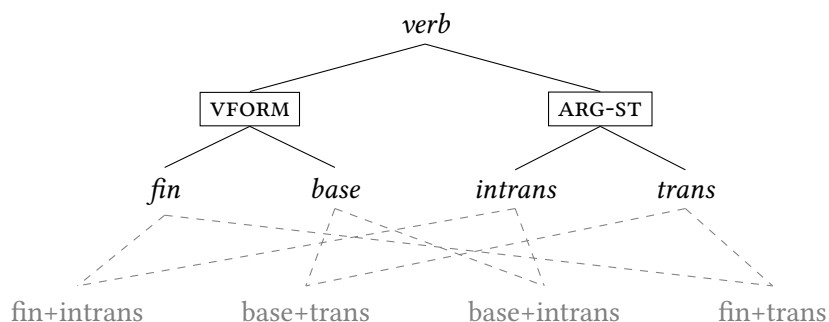 verb
VFORM ARG-ST
fin base intrans trans
fin+intrans base+trans base+intrans fin+trans